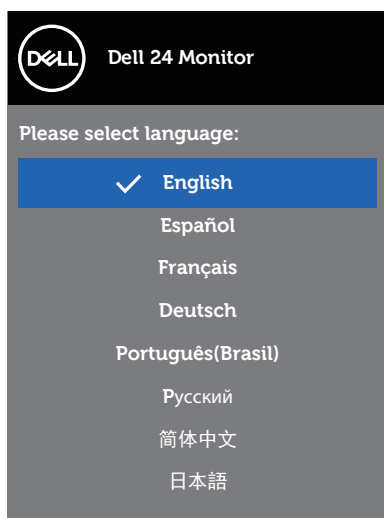 DELL
Dell 24 Monitor
Please select language:
English
Español
Français
Deutsch
Português(Brasil)
Русский
简体中文
日本語